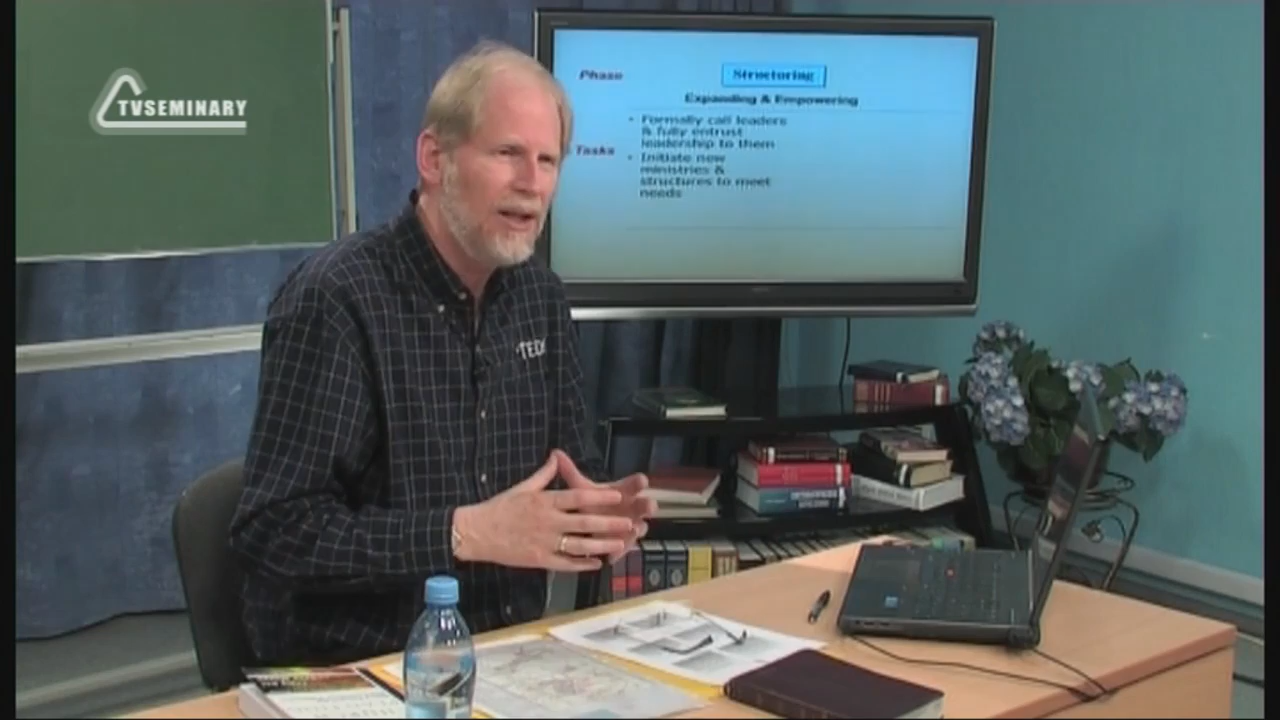 TVSEMINARY
Phase
Structuring
Expanding & Empowering
• Formally call leaders
& fully entrust
leadership to them
Tasks
• Initiate new
ministries &
structures to meet
needs